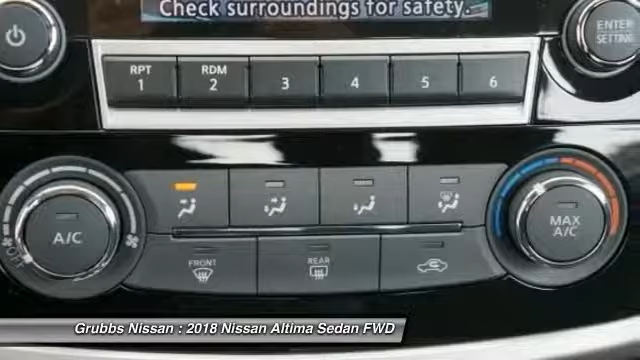 Check surroundings for safety.
ENTER
SETTING
RPT
1
RDM
2
3
4
5
6
A/C
OFF
MAX
A/C
FRONT
REAR
Grubbs Nissan : 2018 Nissan Altima Sedan FWD